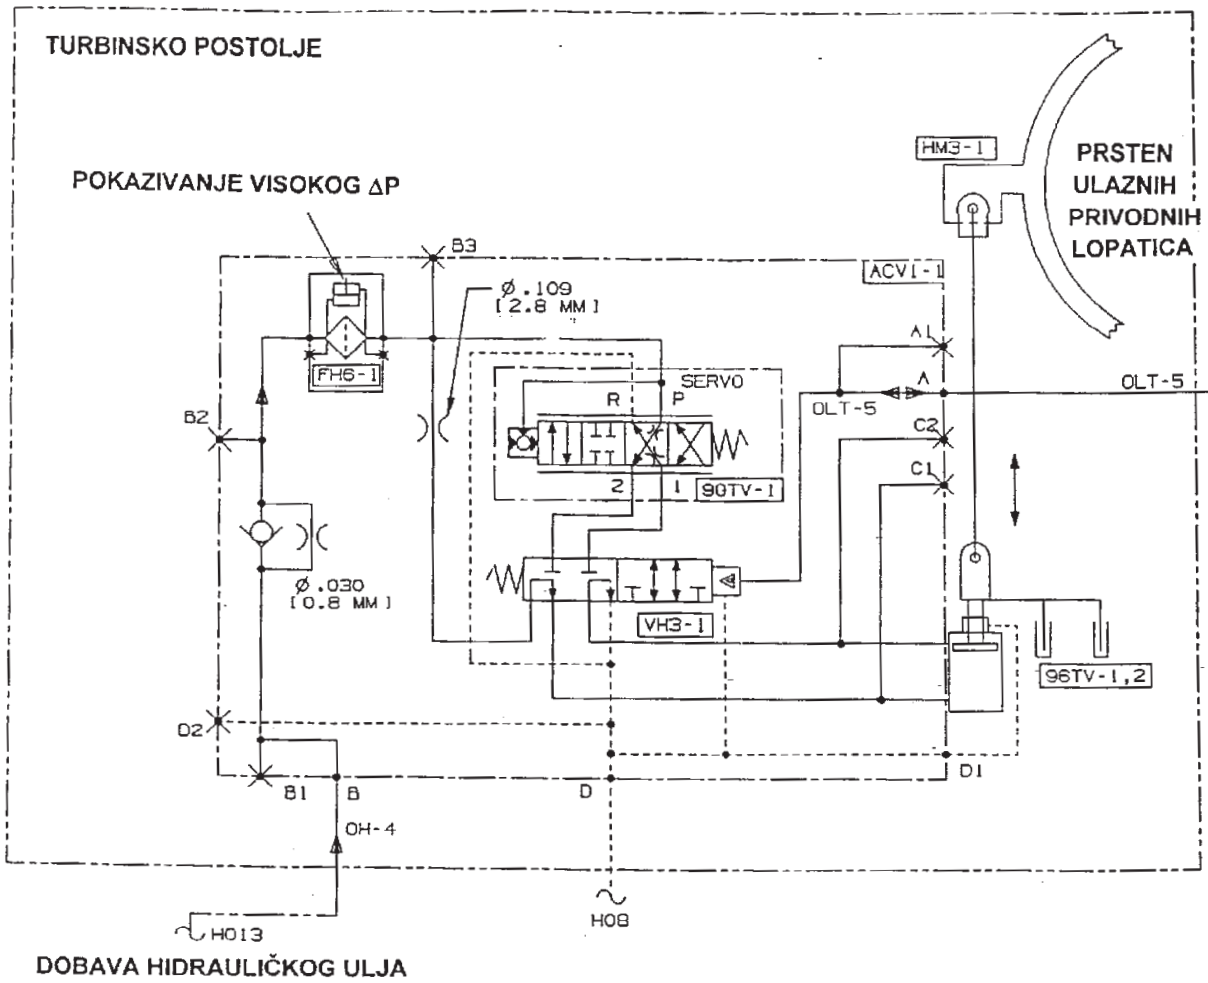 TURBINSKO POSTOLJE
HM3-1
PRSTEN
ULAZNIH
PRIVODNIH
LOPATICA
POKAZIVANJE VISOKOG ΔP
B3
ACV1-1
Ø.109
[2.8 MM]
A1
FH6-1
SERVO
A
OLT-5
R
P
OLT-5
B2
C2
C1
2
1
90TV-1
Ø.030
[0.8 MM]
VH3-1
96TV-1,2
D2
D1
B1
B
D
OH-4
H08
H013
DOBAVA HIDRAULIČKOG ULJA